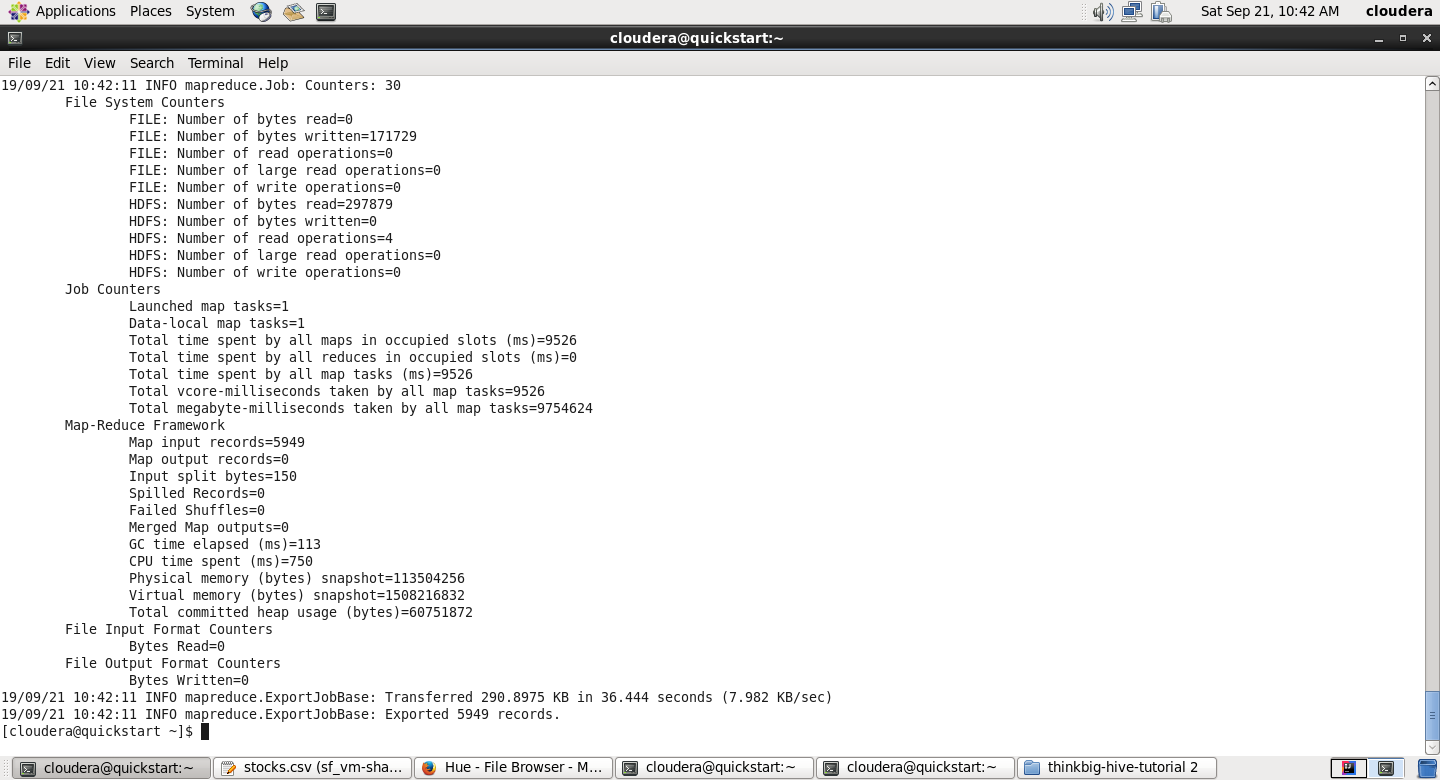 Applications Places System Sat Sep 21, 10:42 AM cloudera
cloudera@quickstart:~
File Edit View Search Terminal Help
19/09/21 10:42:11 INFO mapreduce.Job: Counters: 30
File System Counters
FILE: Number of bytes read=0
FILE: Number of bytes written=171729
FILE: Number of read operations=0
FILE: Number of large read operations=0
FILE: Number of write operations=0
HDFS: Number of bytes read=297879
HDFS: Number of bytes written=0
HDFS: Number of read operations=4
HDFS: Number of large read operations=0
HDFS: Number of write operations=0
Job Counters
Launched map tasks=1
Data-local map tasks=1
Total time spent by all maps in occupied slots (ms)=9526
Total time spent by all reduces in occupied slots (ms)=0
Total time spent by all map tasks (ms)=9526
Total vcore-milliseconds taken by all map tasks=9526
Total megabyte-milliseconds taken by all map tasks=9754624
Map-Reduce Framework
Map input records=5949
Map output records=0
Input split bytes=150
Spilled Records=0
Failed Shuffles=0
Merged Map outputs=0
GC time elapsed (ms)=113
CPU time spent (ms)=750
Physical memory (bytes) snapshot=113504256
Virtual memory (bytes) snapshot=1508216832
Total committed heap usage (bytes)=60751872
File Input Format Counters
Bytes Read=0
File Output Format Counters
Bytes Written=0
19/09/21 10:42:11 INFO mapreduce.ExportJobBase: Transferred 290.8975 KB in 36.444 seconds (7.982 KB/sec)
19/09/21 10:42:11 INFO mapreduce.ExportJobBase: Exported 5949 records.
[cloudera@quickstart ~]$
cloudera@quickstart:~ stocks.csv (sf_vm-sha... Hue - File Browser - M... cloudera@quickstart:~ cloudera@quickstart:~ thinkbig-hive-tutorial 2